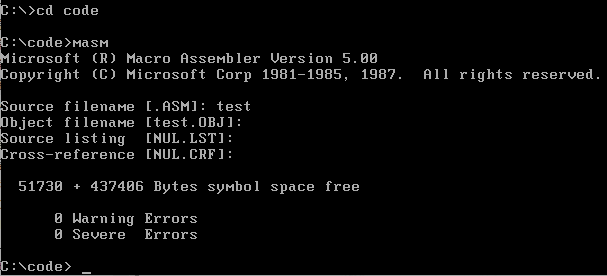 C:\>cd code
C:\code>masm
Microsoft (R) Macro Assembler Version 5.00
Copyright (C) Microsoft Corp 1981-1985, 1987.  All rights reserved.
Source filename [.ASM]: test
Object filename [test.OBJ]:
Source listing  [NUL.LST]:
Cross-reference [NUL.CRF]:
  51730 + 437406 Bytes symbol space free
      0 Warning Errors
      0 Severe  Errors
C:\code>_